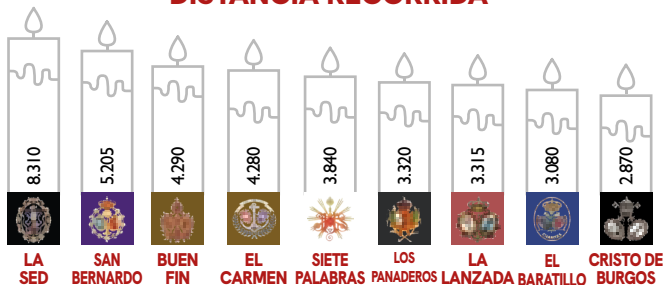 DISTANCIA RECORRIDA
8.310
5.205
4.290
4.280
3.840
3.320
3.315
3.080
2.870
LA
SED
SAN
BERNARDO
BUEN
FIN
EL
CARMEN
SIETE
PALABRAS
LOS
PANADEROS
LA
LANZADA
EL
BARATILLO
CRISTO DE
BURGOS